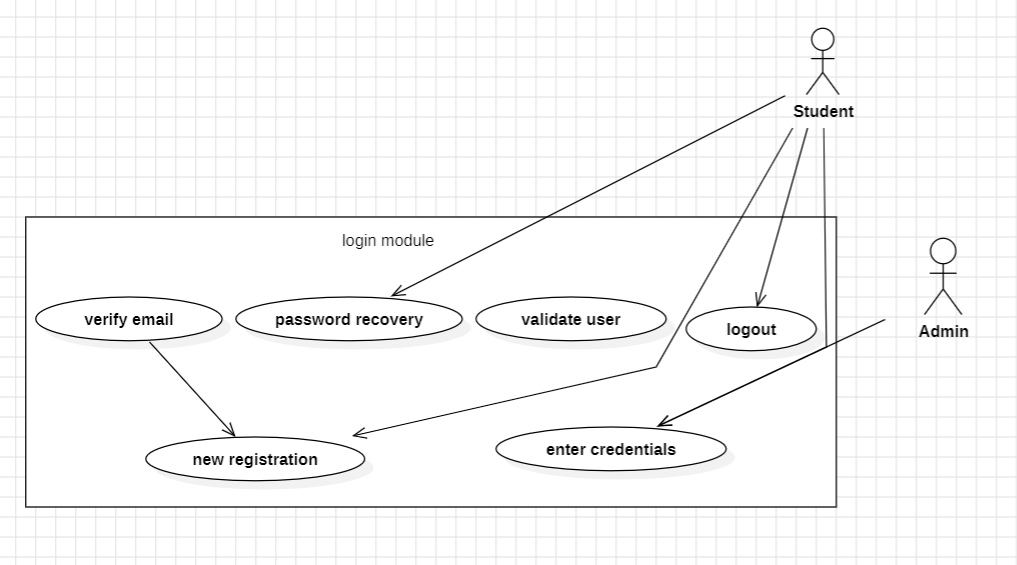 Student
login module
Admin
verify email
password recovery
validate user
logout
new registration
enter credentials